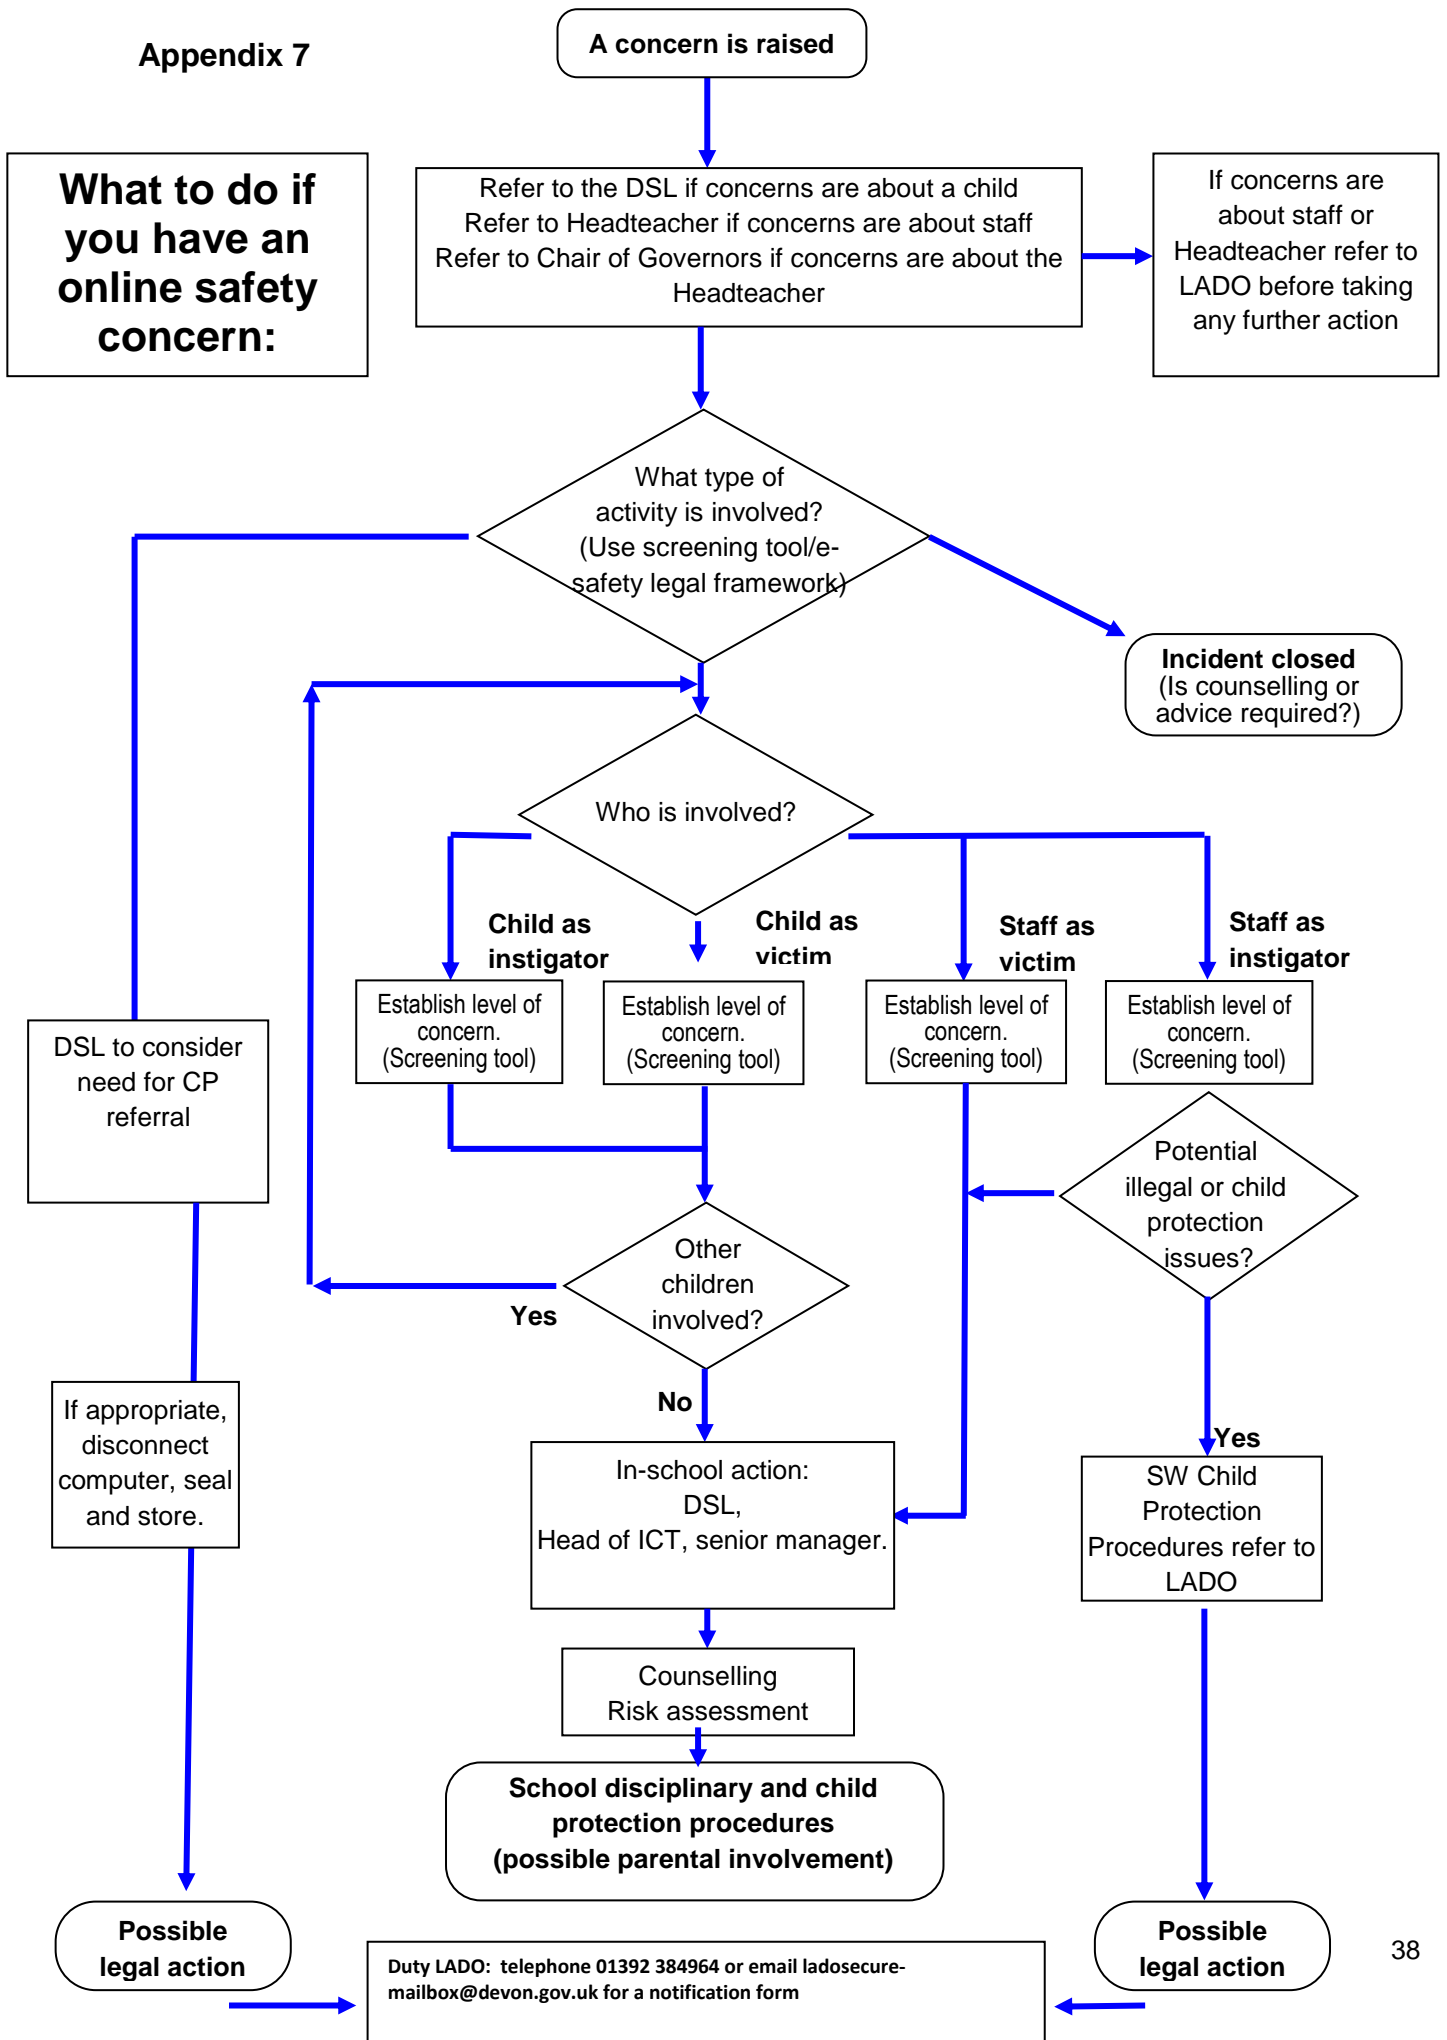 Appendix 7
A concern is raised
What to do if
you have an
online safety
concern:
Refer to the DSL if concerns are about a child
Refer to Headteacher if concerns are about staff
Refer to Chair of Governors if concerns are about the
Headteacher
If concerns are
about staff or
Headteacher refer to
LADO before taking
any further action
What type of
activity is involved?
(Use screening tool/e-
safety legal framework)
Incident closed
(Is counselling or
advice required?)
Who is involved?
Child as
instigator
Child as
victim
Staff as
victim
Staff as
instigator
Establish level of
concern.
(Screening tool)
Establish level of
concern.
(Screening tool)
Establish level of
concern.
(Screening tool)
Establish level of
concern.
(Screening tool)
DSL to consider
need for CP
referral
Potential
illegal or child
protection
issues?
Other
children
involved?
Yes
No
If appropriate,
disconnect
computer, seal
and store.
In-school action:
DSL,
Head of ICT, senior manager.
Yes
SW Child
Protection
Procedures refer to
LADO
Counselling
Risk assessment
School disciplinary and child
protection procedures
(possible parental involvement)
Possible
legal action
Possible
legal action
Duty LADO: telephone 01392 384964 or email ladosecure-
mailbox@devon.gov.uk for a notification form
38